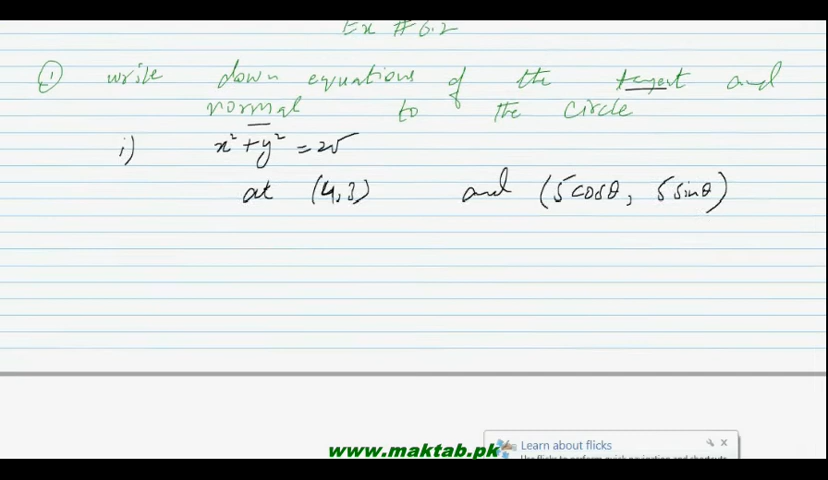 Ex # 6.2
① write down equations of the tangent and
normal to the circle
i) x² + y² = 25
at (4,3) and (5cosθ, 5sinθ)
Learn about flicks
www.maktab.pk